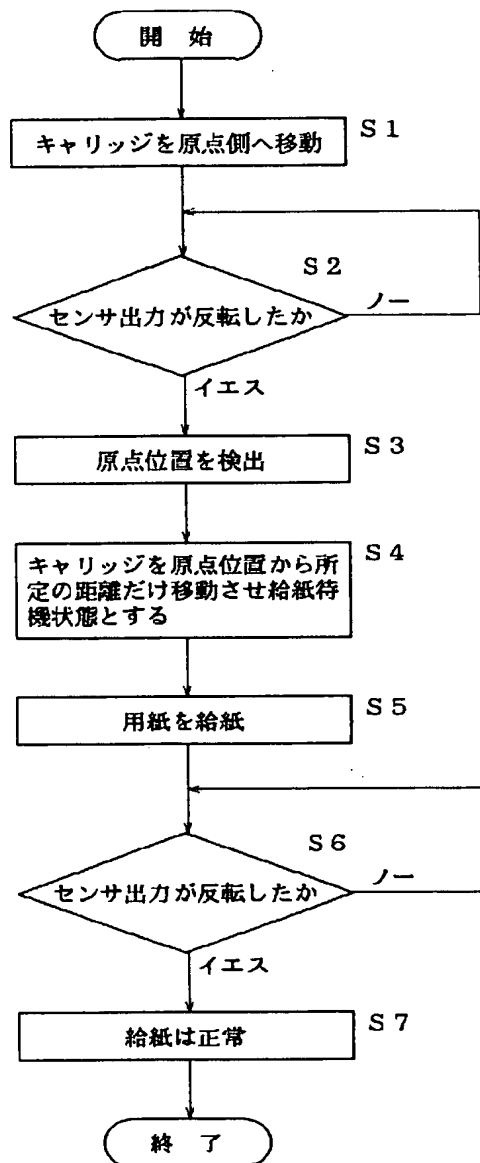 開 始
S1
キャリッジを原点側へ移動
S2
センサ出力が反転したか
ノー
イエス
S3
原点位置を検出
S4
キャリッジを原点位置から所
定の距離だけ移動させ給紙待
機状態とする
S5
用紙を給紙
S6
センサ出力が反転したか
ノー
イエス
S7
給紙は正常
終 了